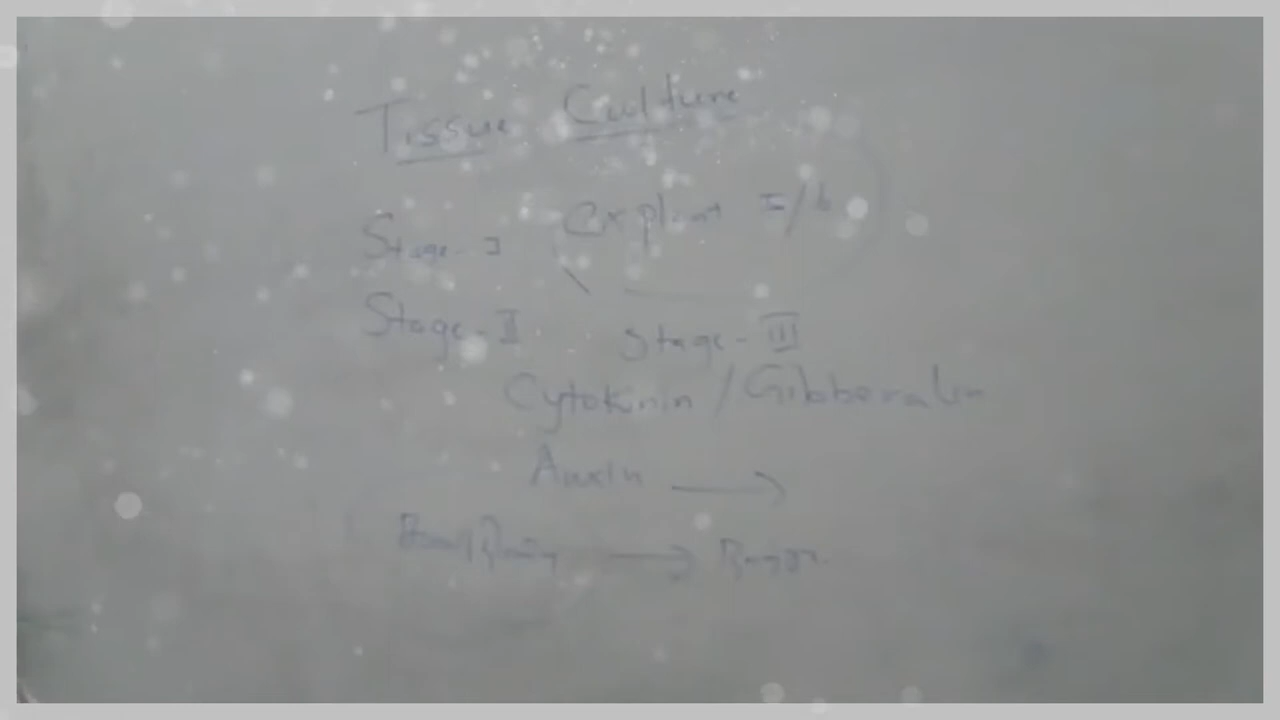 Tissue Culture
Stage-I Explant
Stage-II Stage-III
Cytokinin / Gibberalin
Auxin →
→